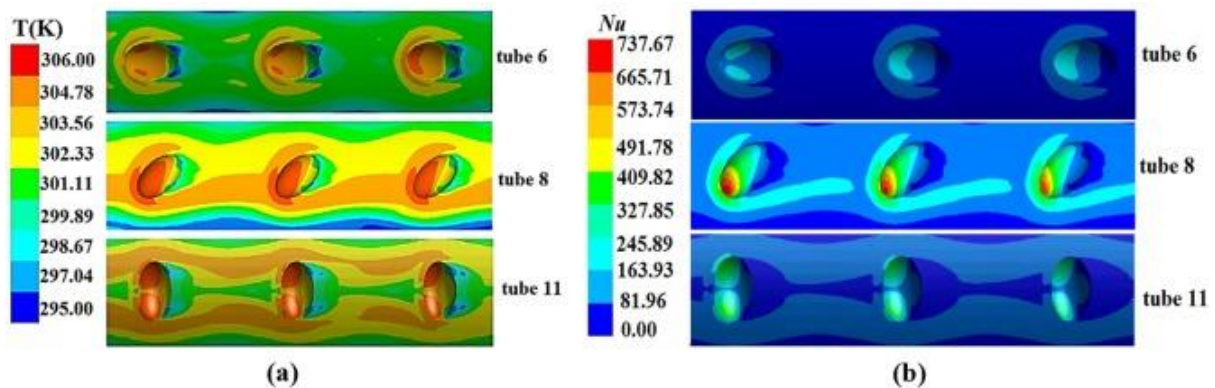 T(K)
306.00
304.78
303.56
302.33
301.11
299.89
298.67
297.04
295.00
tube 6
tube 8
tube 11
(a)
Nu
737.67
665.71
573.74
491.78
409.82
327.85
245.89
163.93
81.96
0.00
tube 6
tube 8
tube 11
(b)